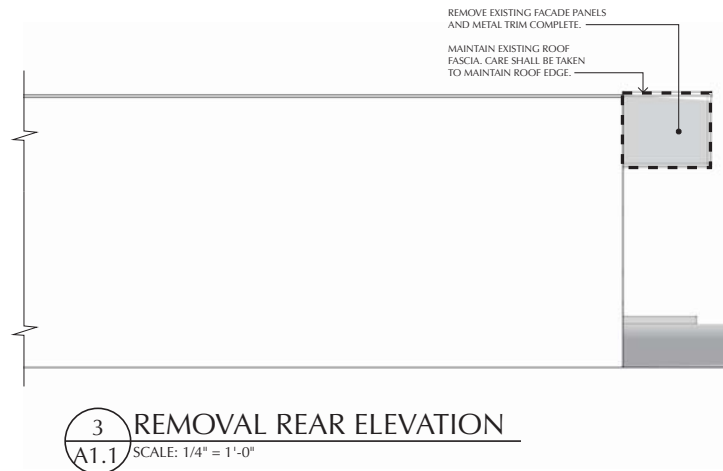 REMOVE EXISTING FACADE PANELS
AND METAL TRIM COMPLETE.
MAINTAIN EXISTING ROOF
FASCIA. CARE SHALL BE TAKEN
TO MAINTAIN ROOF EDGE.
3
A1.1
REMOVAL REAR ELEVATION
SCALE: 1/4" = 1'-0"